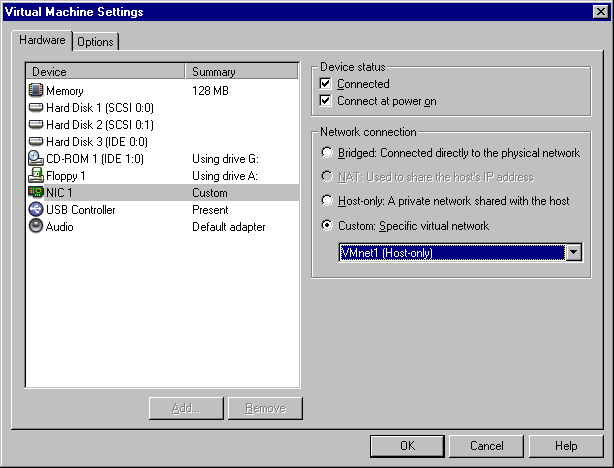 Virtual Machine Settings
Hardware Options
Device Summary
Memory 128 MB
Hard Disk 1 (SCSI 0:0)
Hard Disk 2 (SCSI 0:1)
Hard Disk 3 (IDE 0:0)
CD-ROM 1 (IDE 1:0) Using drive G:
Floppy 1 Using drive A:
NIC 1 Custom
USB Controller Present
Audio Default adapter
Add... Remove
Device status
Connected
Connect at power on
Network connection
Bridged: Connected directly to the physical network
NAT: Used to share the host's IP address
Host-only: A private network shared with the host
Custom: Specific virtual network
VMnet1 (Host-only)
OK Cancel Help